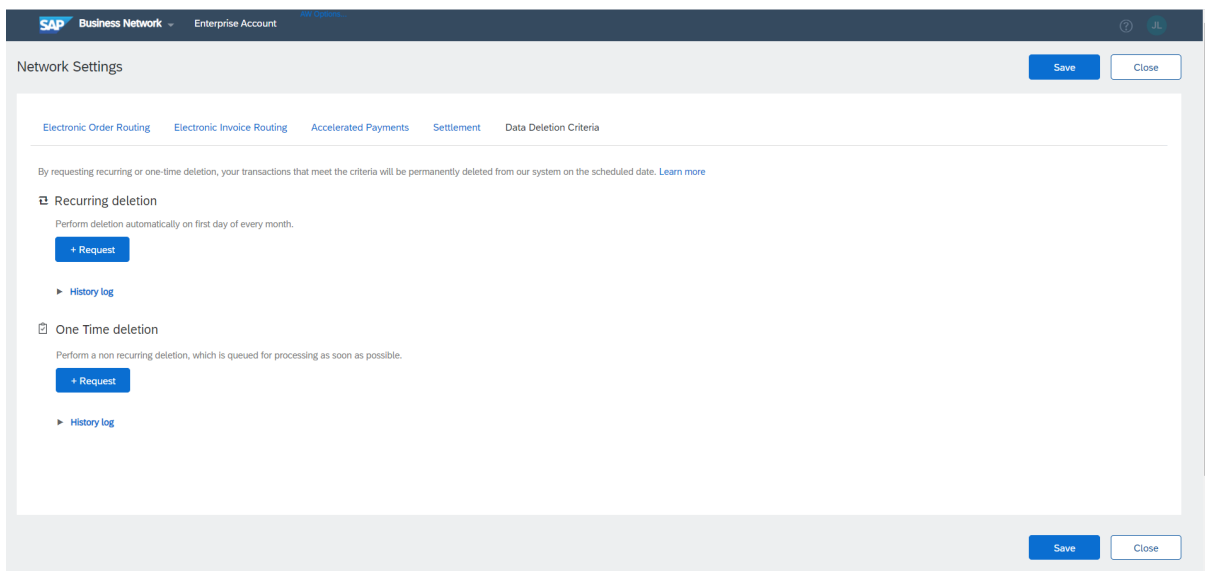 SAP Business Network Enterprise Account
JL
Network Settings
Save Close
Electronic Order Routing Electronic Invoice Routing Accelerated Payments Settlement Data Deletion Criteria
By requesting recurring or one-time deletion, your transactions that meet the criteria will be permanently deleted from our system on the scheduled date. Learn more
Recurring deletion
Perform deletion automatically on first day of every month.
+ Request
History log
One Time deletion
Perform a non recurring deletion, which is queued for processing as soon as possible.
+ Request
History log
Save Close